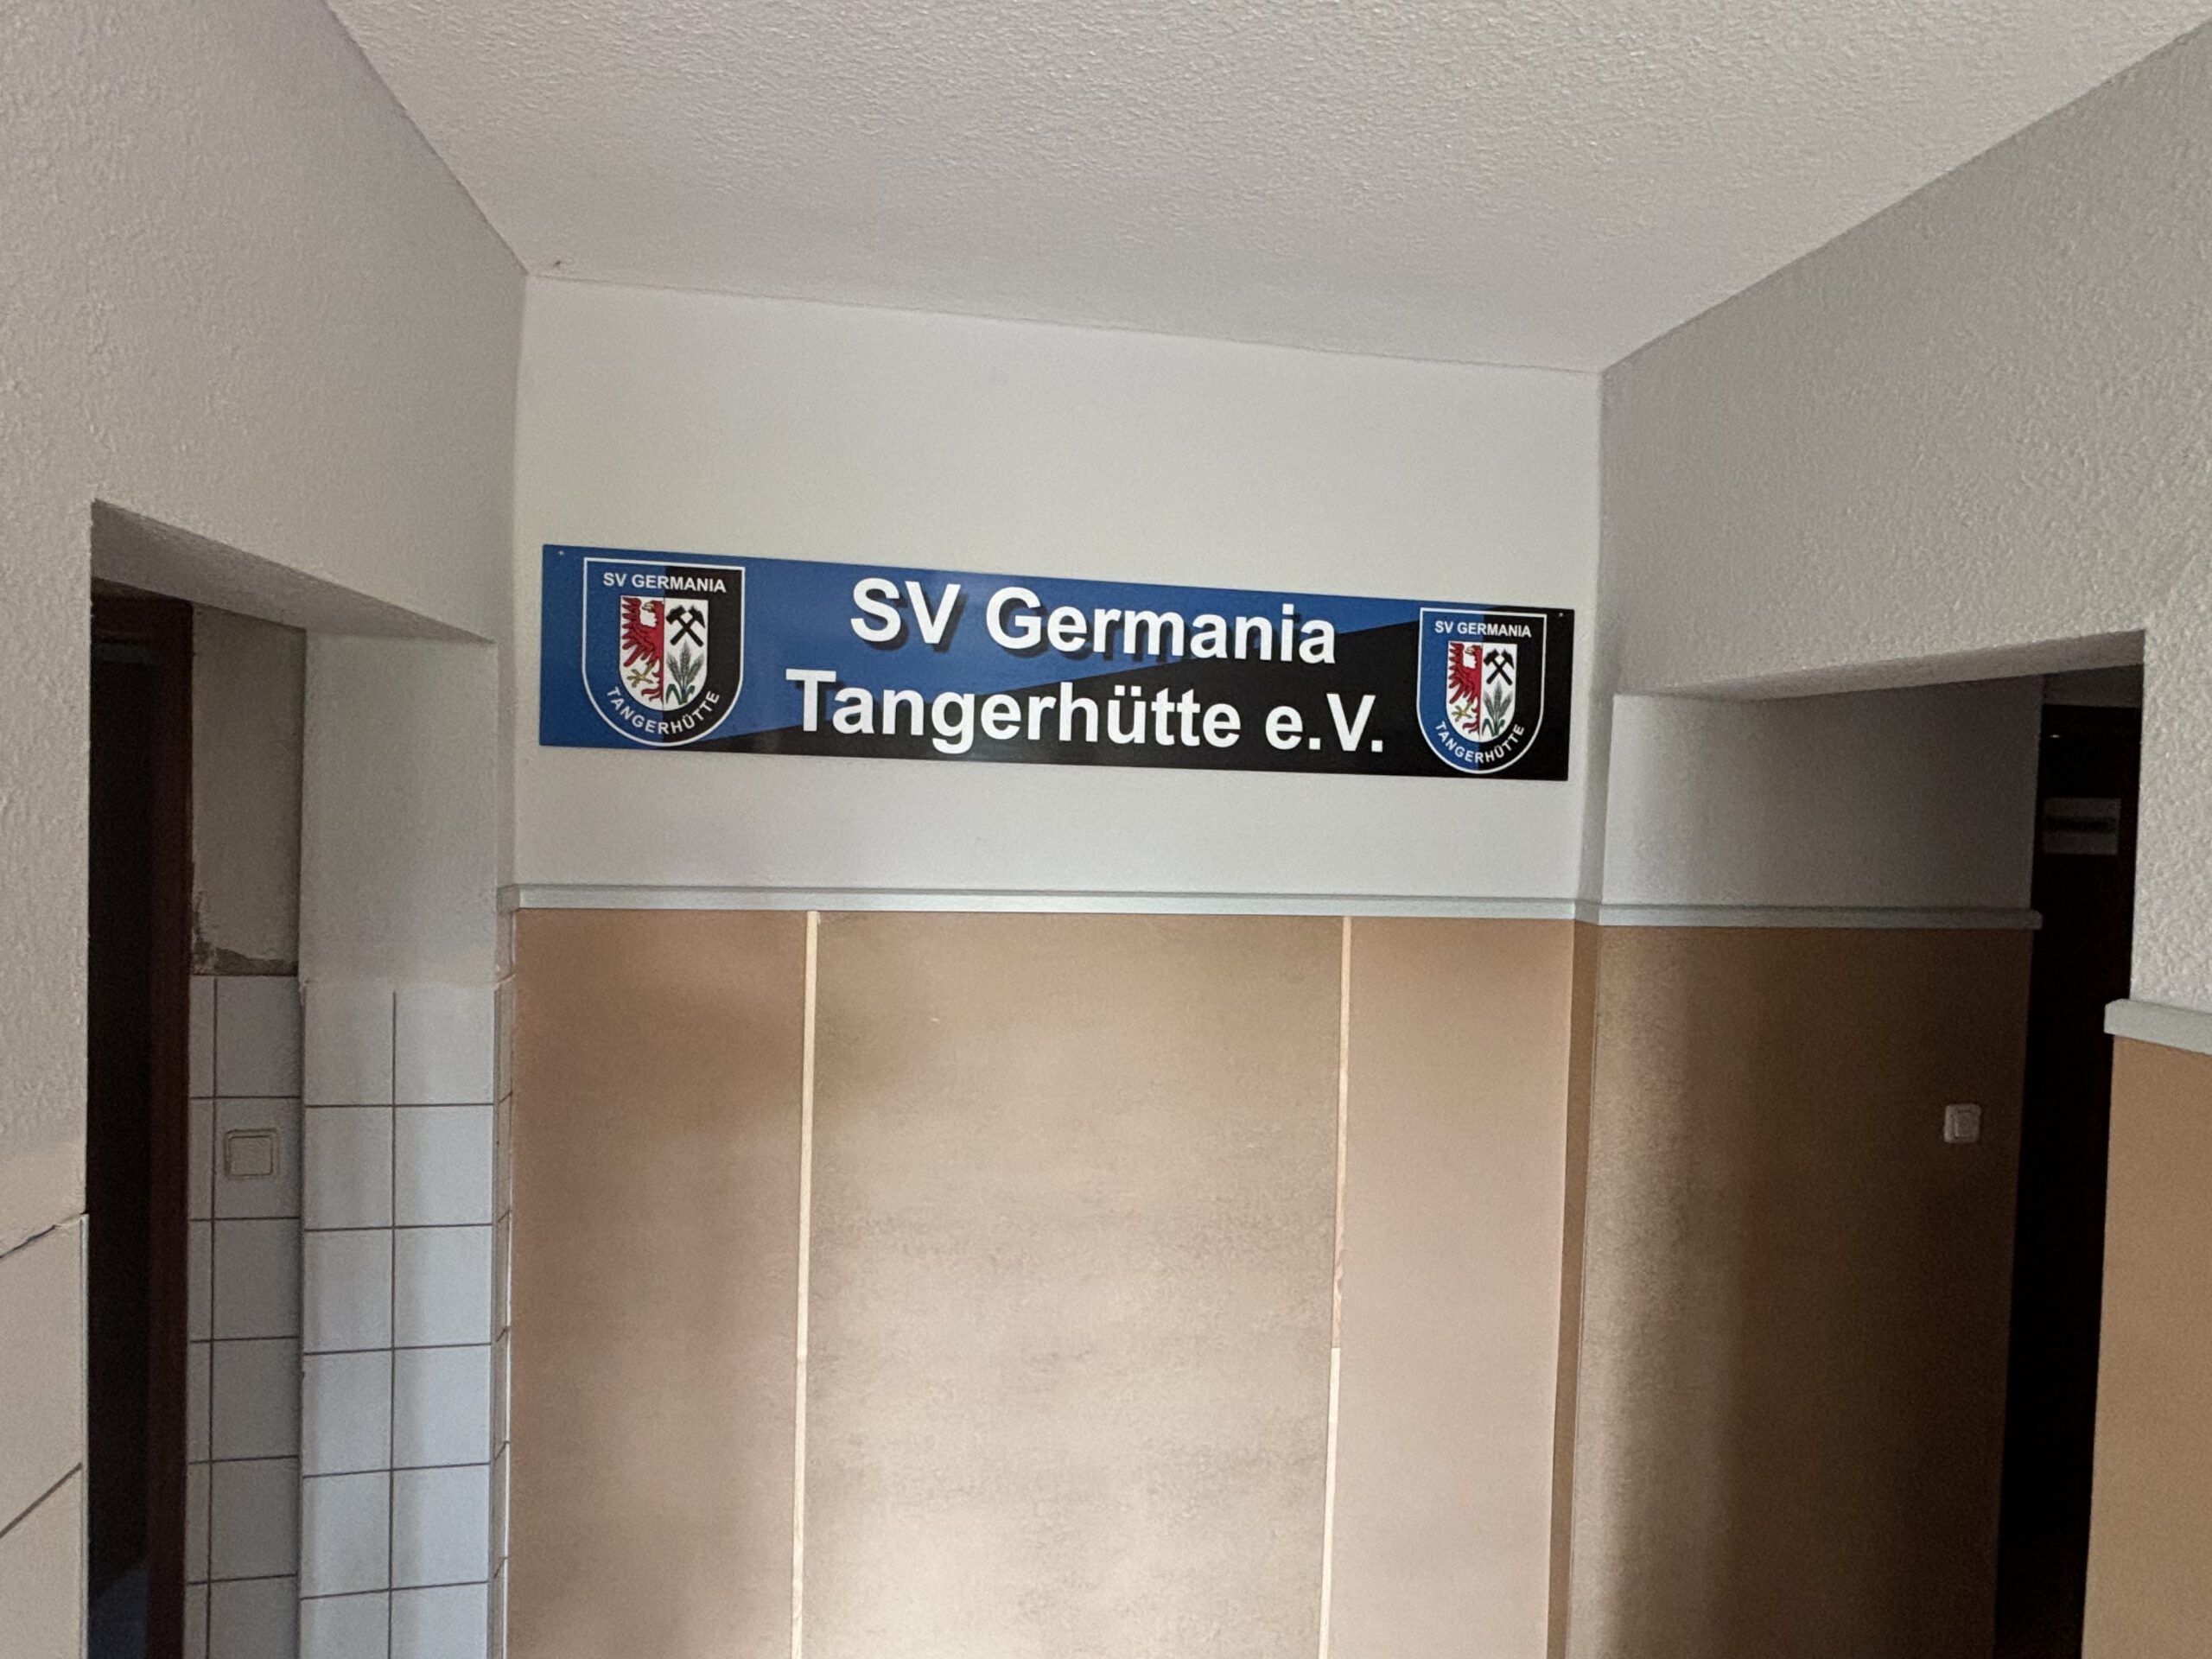 SV GERMANIA
TANGERHÜTTE
SV Germania
Tangerhütte e.V.
SV GERMANIA
TANGERHÜTTE